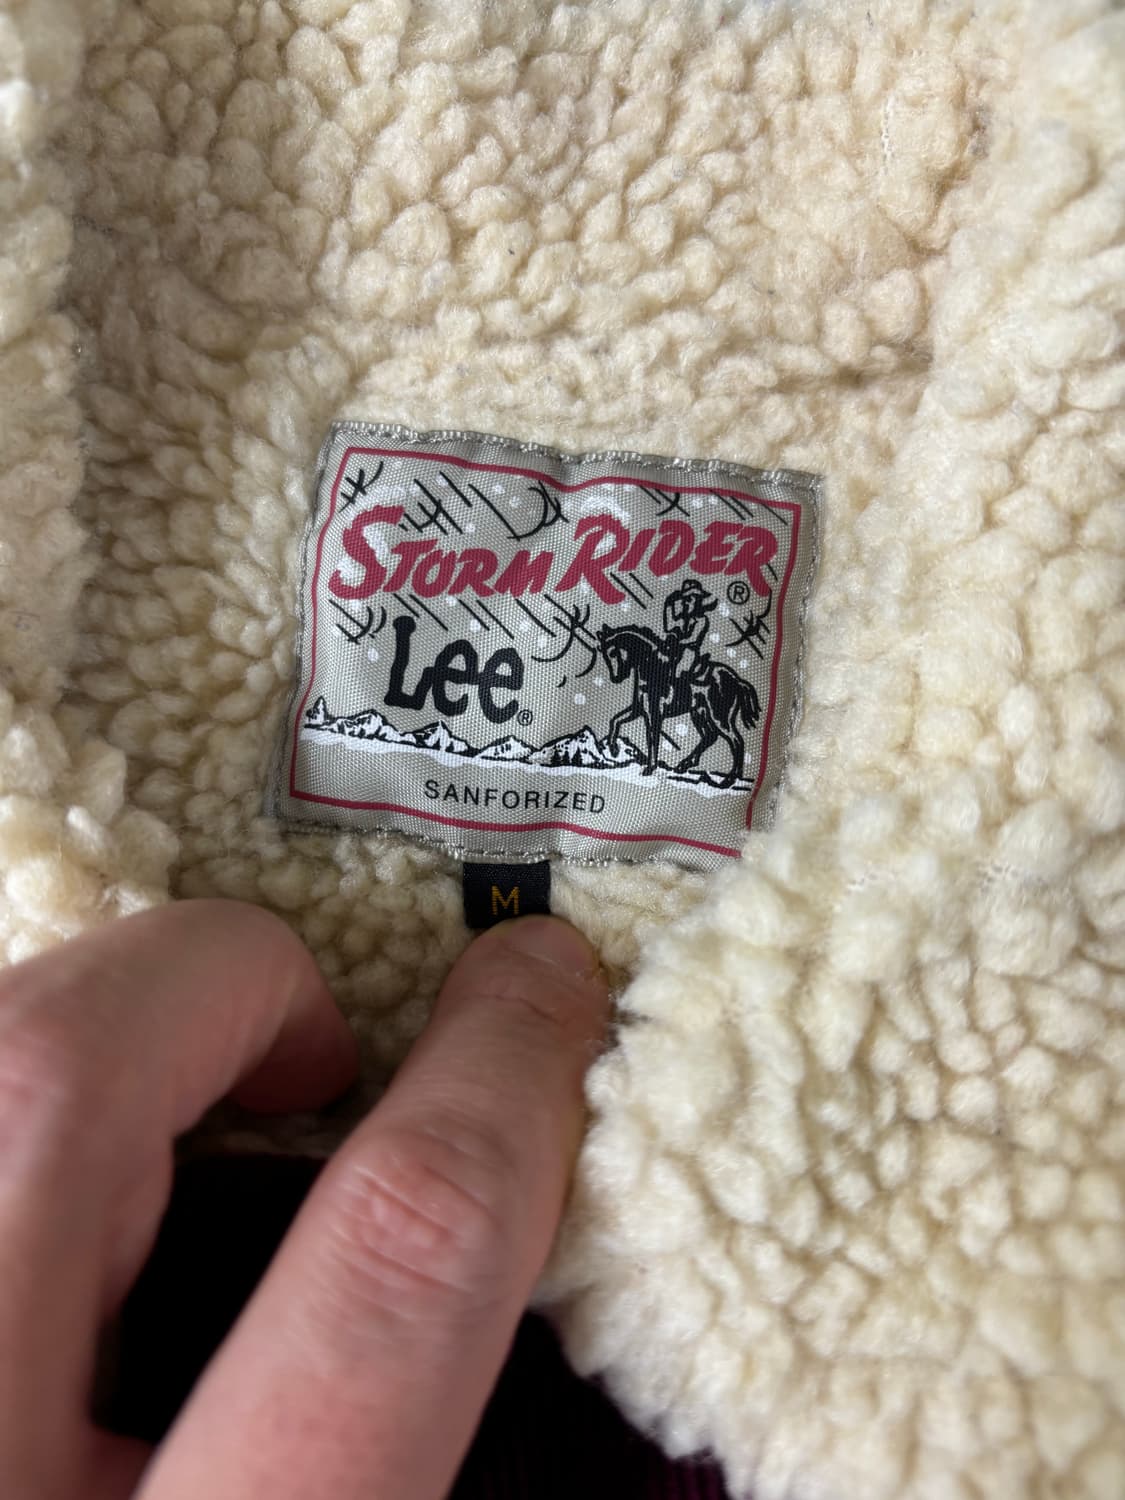 STORM RIDER
®
Lee®
SANFORIZED
M